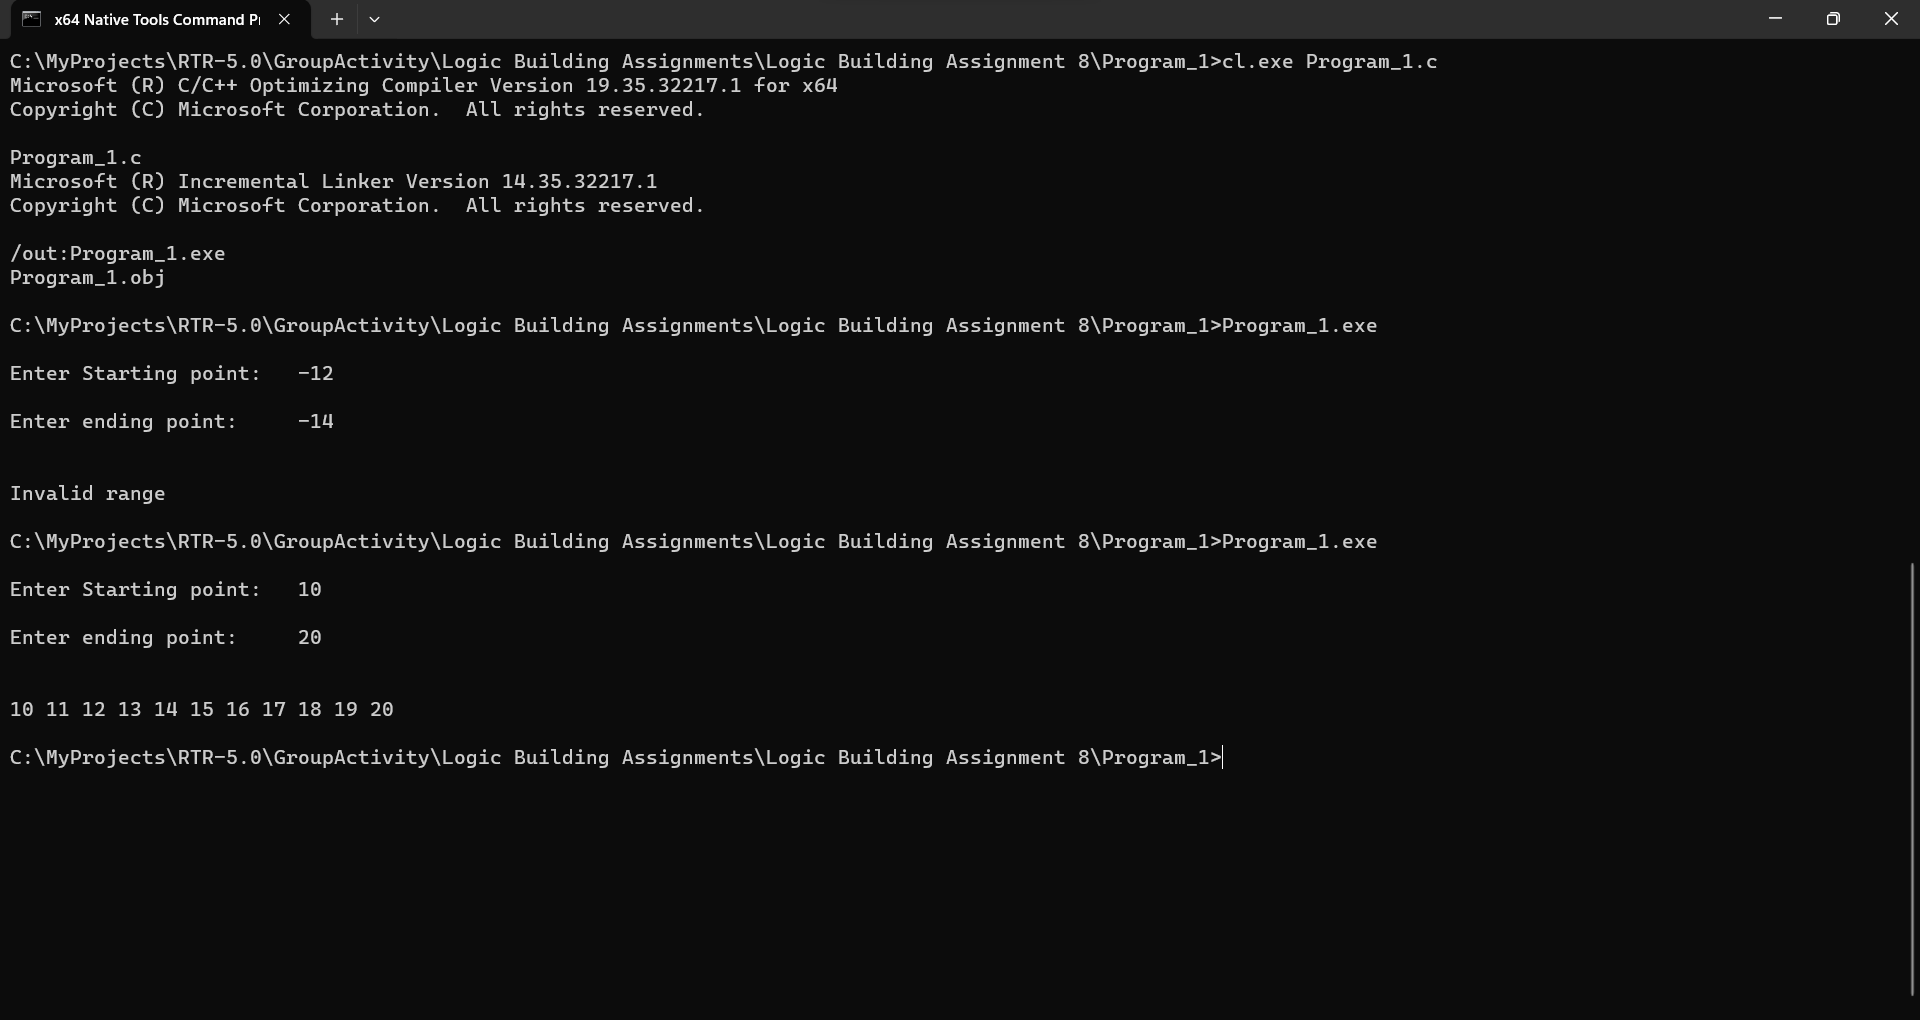 x64 Native Tools Command P
C:\MyProjects\RTR-5.0\GroupActivity\Logic Building Assignments\Logic Building Assignment 8\Program_1>cl.exe Program_1.c
Microsoft (R) C/C++ Optimizing Compiler Version 19.35.32217.1 for x64
Copyright (C) Microsoft Corporation.  All rights reserved.
Program_1.c
Microsoft (R) Incremental Linker Version 14.35.32217.1
Copyright (C) Microsoft Corporation.  All rights reserved.
/out:Program_1.exe
Program_1.obj
C:\MyProjects\RTR-5.0\GroupActivity\Logic Building Assignments\Logic Building Assignment 8\Program_1>Program_1.exe
Enter Starting point:   -12
Enter ending point:     -14
Invalid range
C:\MyProjects\RTR-5.0\GroupActivity\Logic Building Assignments\Logic Building Assignment 8\Program_1>Program_1.exe
Enter Starting point:   10
Enter ending point:     20
10 11 12 13 14 15 16 17 18 19 20
C:\MyProjects\RTR-5.0\GroupActivity\Logic Building Assignments\Logic Building Assignment 8\Program_1>